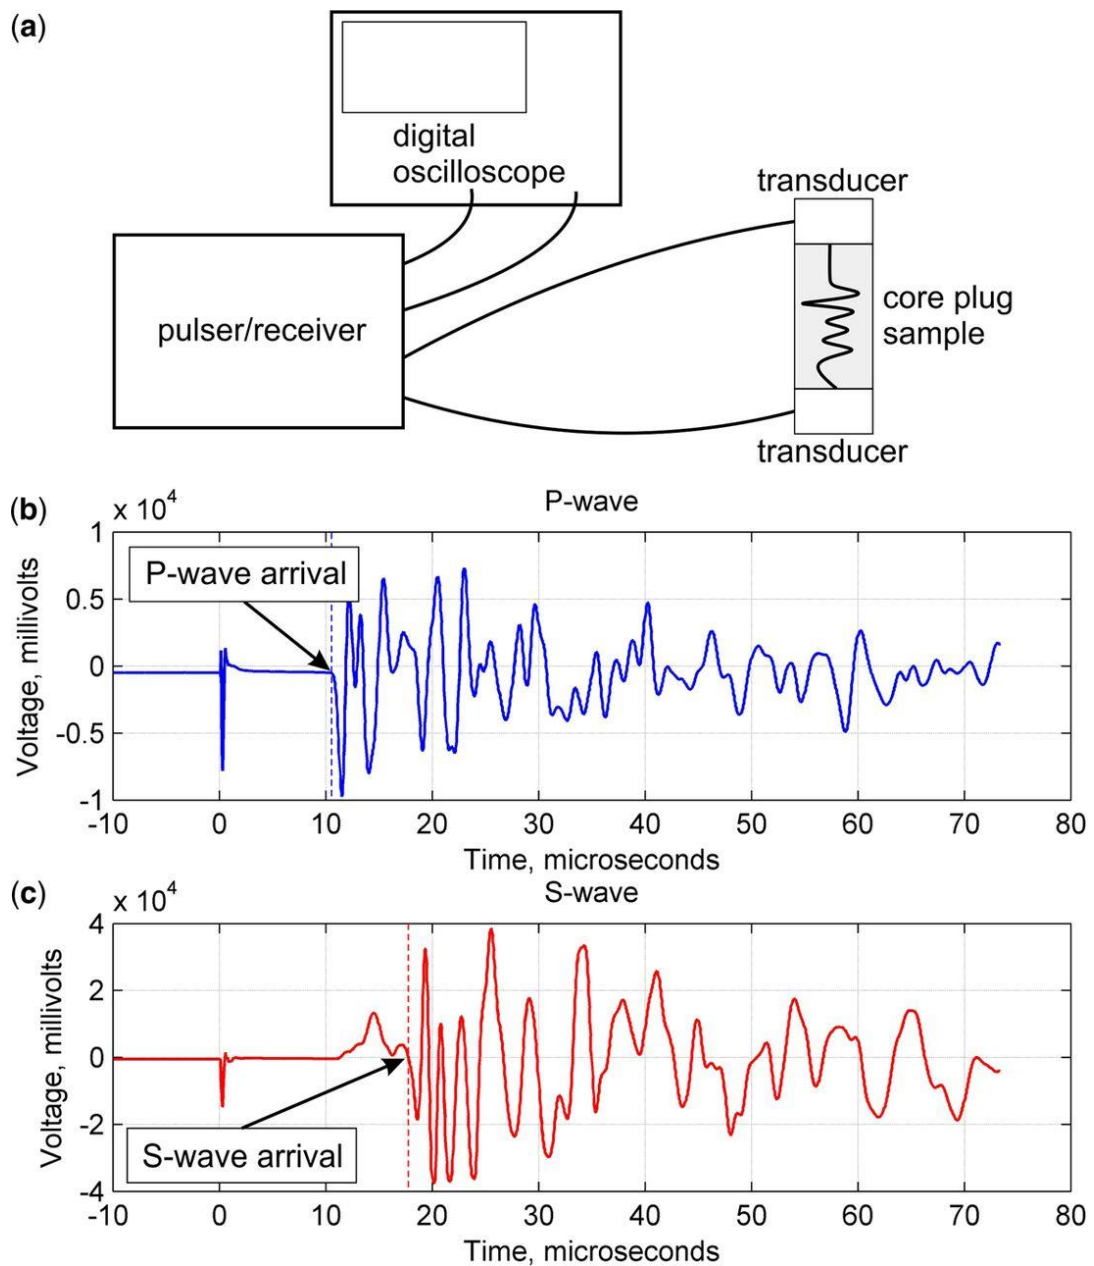 (a)
digital
oscilloscope
transducer
pulser/receiver
core plug
sample
transducer
(b)
x 10^4
P-wave
1
0.5
0
-0.5
-1
Voltage, millivolts
P-wave arrival
-10 0 10 20 30 40 50 60 70 80
Time, microseconds
(c)
x 10^4
S-wave
4
2
0
-2
-4
Voltage, millivolts
S-wave arrival
-10 0 10 20 30 40 50 60 70 80
Time, microseconds